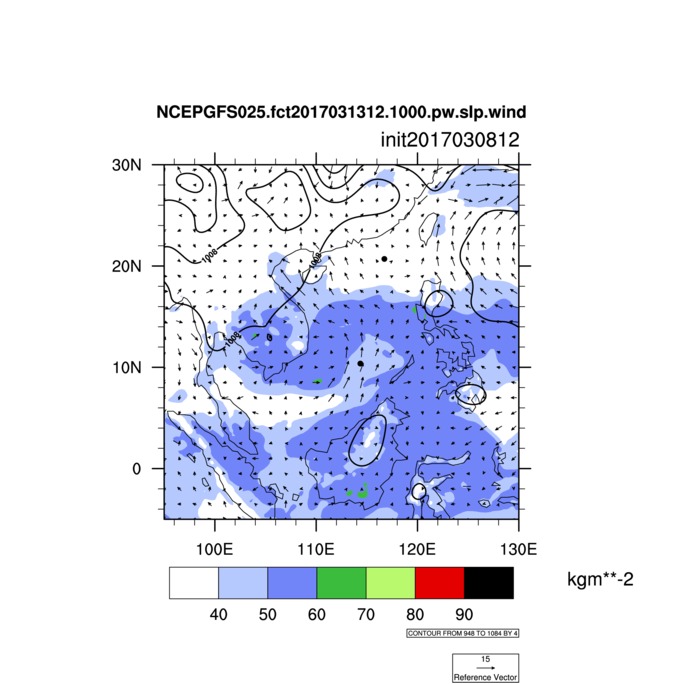 NCEPGFS025.fct2017031312.1000.pw.slp.wind
init2017030812
30N
20N
10N
0
1008
1008
1008
0
100E 110E 120E 130E
40 50 60 70 80 90
kgm**-2
CONTOUR FROM 948 TO 1084 BY 4
15
Reference Vector